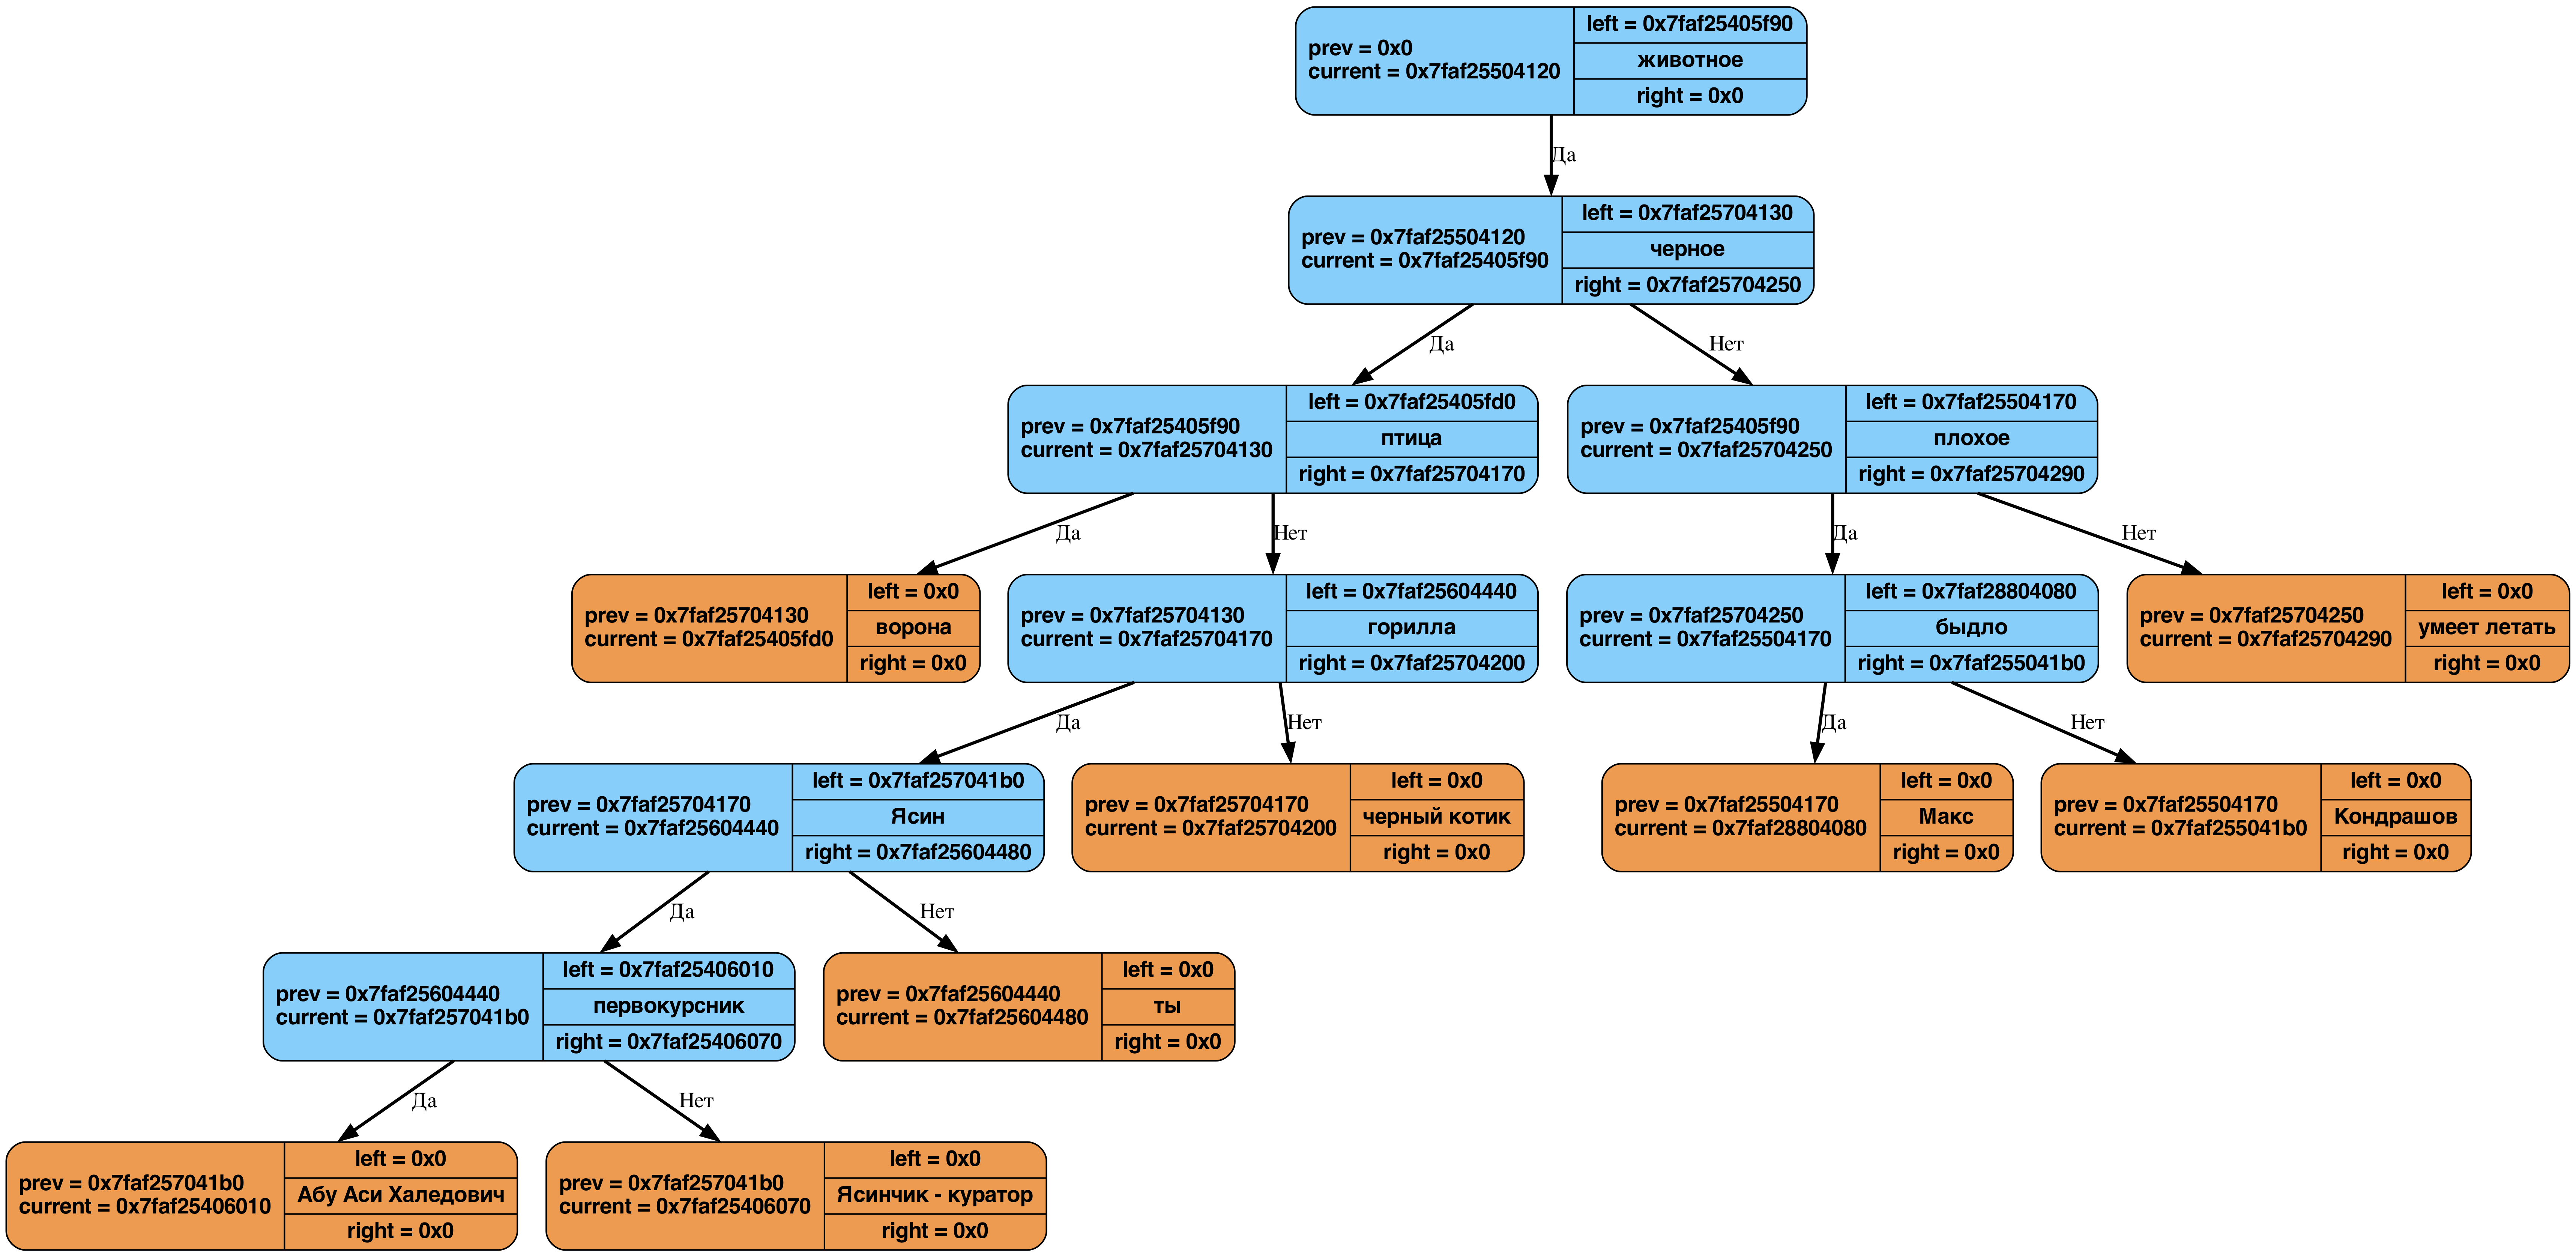 prev = 0x0
current = 0x7faf25504120
left = 0x7faf25405f90
животное
right = 0x0
Да
prev = 0x7faf25504120
current = 0x7faf25405f90
left = 0x7faf25704130
черное
right = 0x7faf25704250
Да
Нет
prev = 0x7faf25405f90
current = 0x7faf25704130
left = 0x7faf25405fd0
птица
right = 0x7faf25704170
prev = 0x7faf25405f90
current = 0x7faf25704250
left = 0x7faf25504170
плохое
right = 0x7faf25704290
Да
Нет
Да
Нет
prev = 0x7faf25704130
current = 0x7faf25405fd0
left = 0x0
ворона
right = 0x0
prev = 0x7faf25704130
current = 0x7faf25704170
left = 0x7faf25604440
горилла
right = 0x7faf25704200
prev = 0x7faf25704250
current = 0x7faf25504170
left = 0x7faf28804080
быдло
right = 0x7faf255041b0
prev = 0x7faf25704250
current = 0x7faf25704290
left = 0x0
умеет летать
right = 0x0
Да
Нет
Да
Нет
prev = 0x7faf25704170
current = 0x7faf25604440
left = 0x7faf257041b0
Ясин
right = 0x7faf25604480
prev = 0x7faf25704170
current = 0x7faf25704200
left = 0x0
черный котик
right = 0x0
prev = 0x7faf25504170
current = 0x7faf28804080
left = 0x0
Макс
right = 0x0
prev = 0x7faf25504170
current = 0x7faf255041b0
left = 0x0
Кондрашов
right = 0x0
Да
Нет
prev = 0x7faf25604440
current = 0x7faf257041b0
left = 0x7faf25406010
первокурсник
right = 0x7faf25406070
prev = 0x7faf25604440
current = 0x7faf25604480
left = 0x0
ты
right = 0x0
Да
Нет
prev = 0x7faf257041b0
current = 0x7faf25406010
left = 0x0
Абу Аси Халедович
right = 0x0
prev = 0x7faf257041b0
current = 0x7faf25406070
left = 0x0
Ясинчик - куратор
right = 0x0